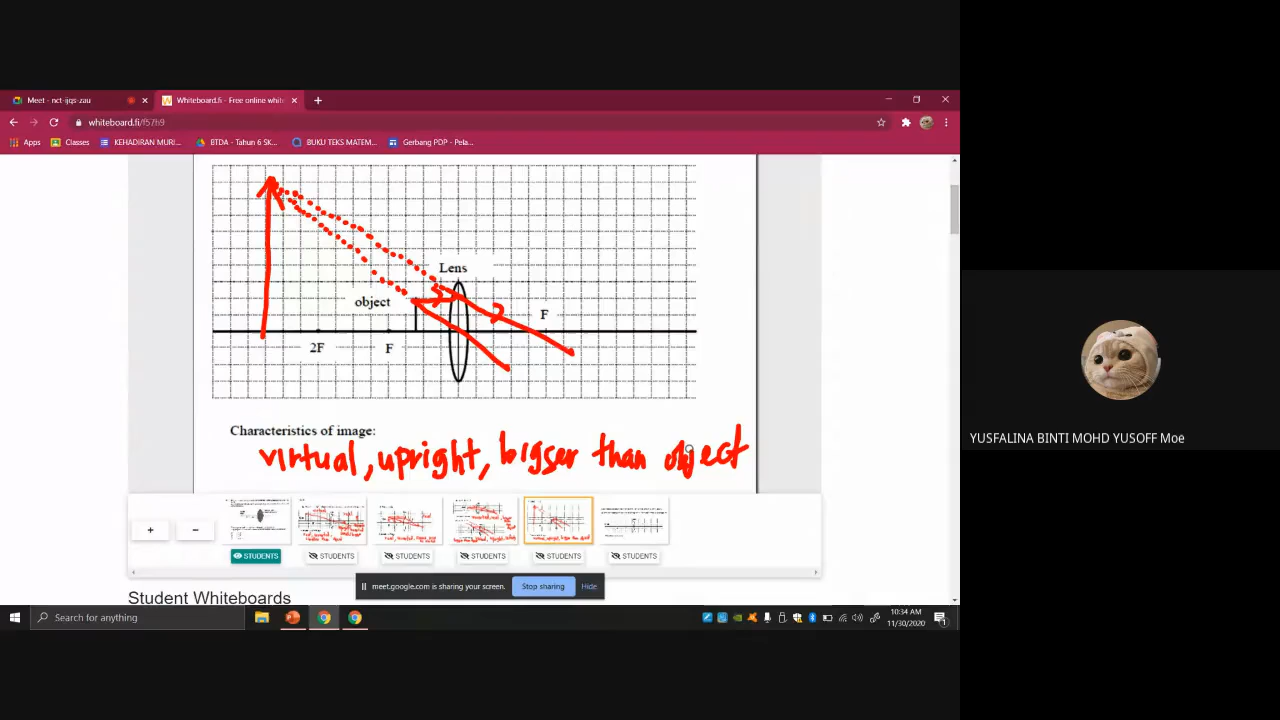 Meet - nct-ijqs-zau
Whiteboard.fi - Free online white
whiteboard.fi/f57h9
Apps Classes KEHADIRAN MURI... BTDA - Tahun 6 SK... BUKU TEKS MATEM... Gerbang PDP - Pela...
Lens
object
F
2F F
Characteristics of image:
virtual, upright, bigger than object
+ -
STUDENTS STUDENTS STUDENTS STUDENTS STUDENTS STUDENTS
meet.google.com is sharing your screen. Stop sharing Hide
Student Whiteboards
Search for anything
10:34 AM
11/30/2020
YUSFALINA BINTI MOHD YUSOFF Moe